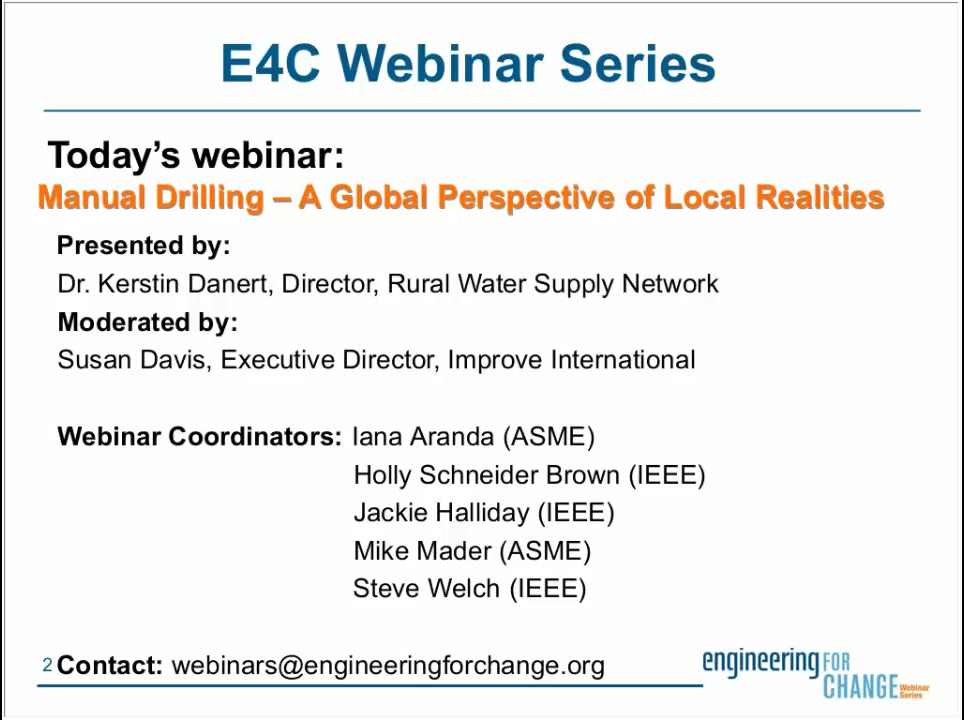 E4C Webinar Series
Today's webinar:
Manual Drilling – A Global Perspective of Local Realities
Presented by:
Dr. Kerstin Danert, Director, Rural Water Supply Network
Moderated by:
Susan Davis, Executive Director, Improve International
Webinar Coordinators: Iana Aranda (ASME)
Holly Schneider Brown (IEEE)
Jackie Halliday (IEEE)
Mike Mader (ASME)
Steve Welch (IEEE)
2 Contact: webinars@engineeringforchange.org
engineering FOR
CHANGE Webinar
Series